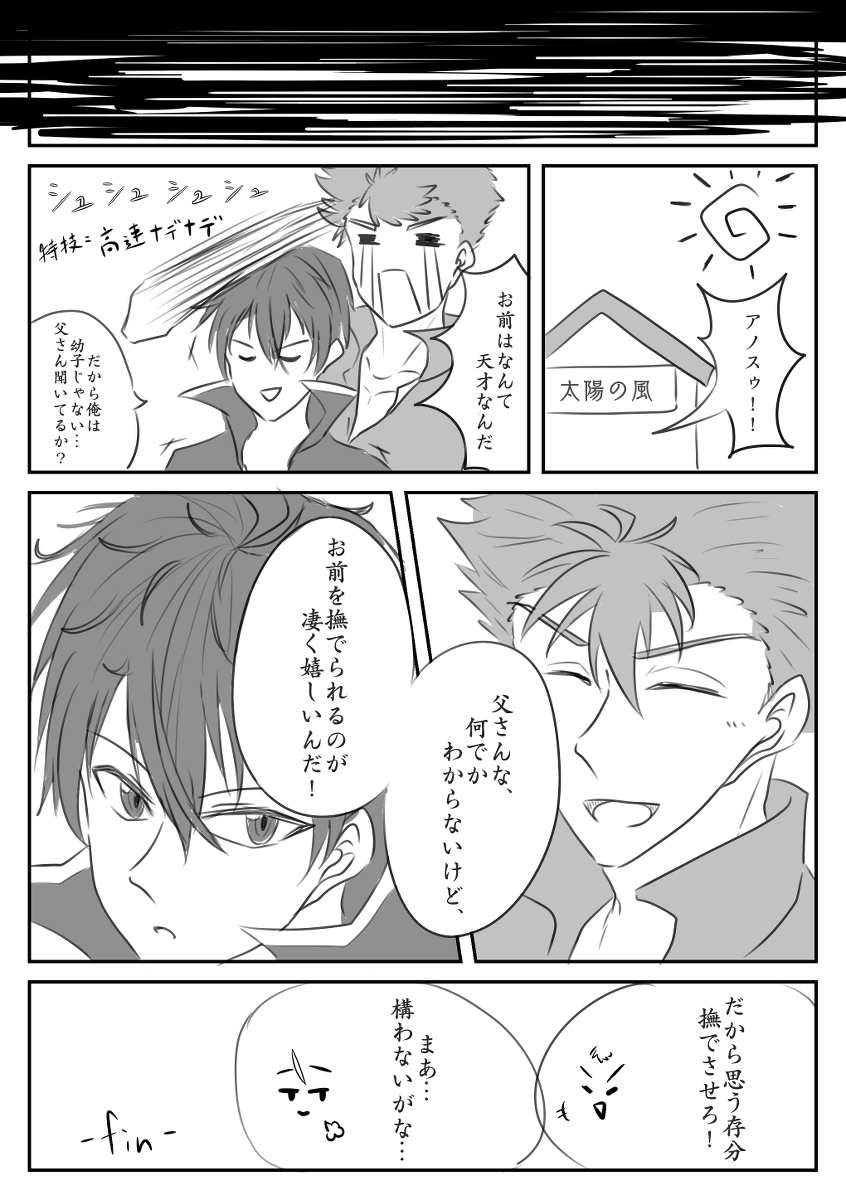 アノスゥ！！
太陽の風
シュシュシュシュ
特技：高速ナデナデ
お前はなんて
天才なんだ
だから俺は
幼子じゃない…
父さん聞いてるか？
父さんな、
何でか
わからないけど、
お前を撫でられるのが
凄く嬉しいんだ！
だから思う存分
撫でさせろ！
まあ…
構わないがな…
-fin-